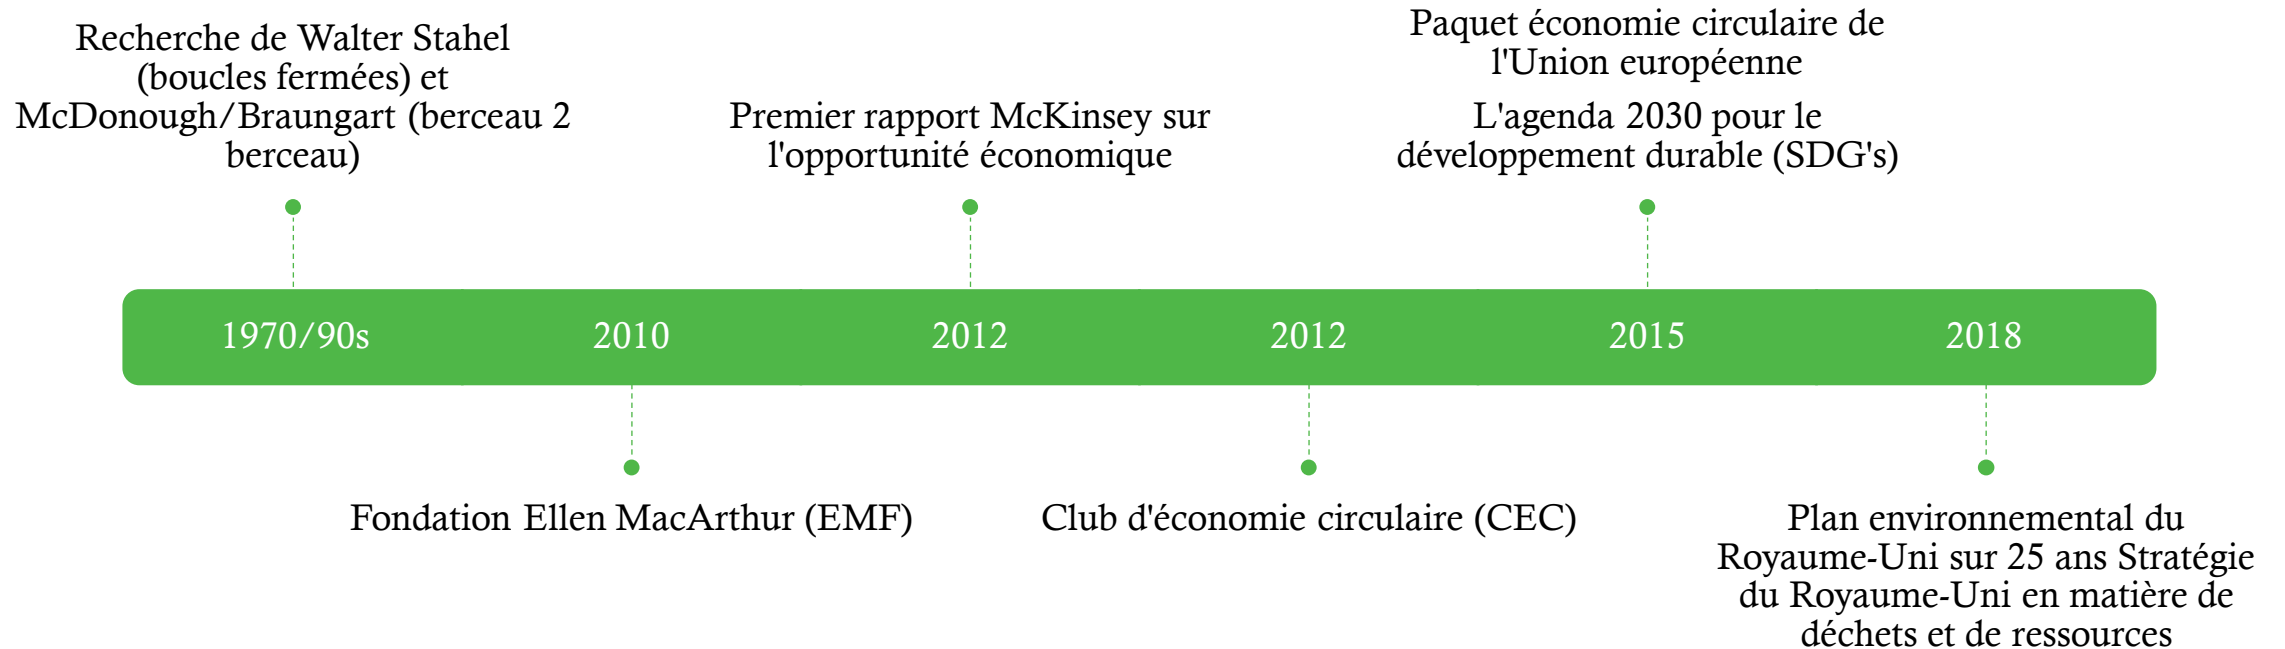 Recherche de Walter Stahel
(boucles fermées) et
McDonough/Braungart (berceau 2
berceau)
Premier rapport McKinsey sur
l'opportunité économique
Paquet économie circulaire de
l'Union européenne
L'agenda 2030 pour le
développement durable (SDG's)
1970/90s
2010
2012
2012
2015
2018
Fondation Ellen MacArthur (EMF)
Club d'économie circulaire (CEC)
Plan environnemental du
Royaume-Uni sur 25 ans Stratégie
du Royaume-Uni en matière de
déchets et de ressources